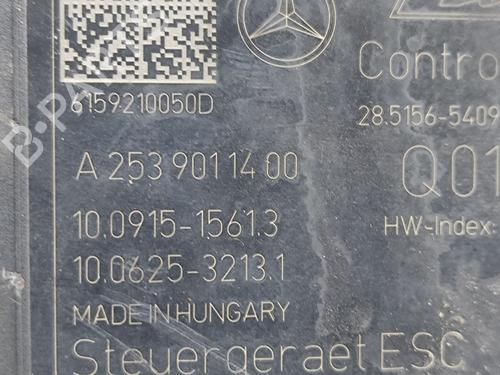 6159210050D
Contro
28.5156-5409
A 253 901 14 00
Q01
10.0915-1561.3
HW-Index:
10.0625-3213.1
MADE IN HUNGARY
Steuergeraet ESC
B-PARTS